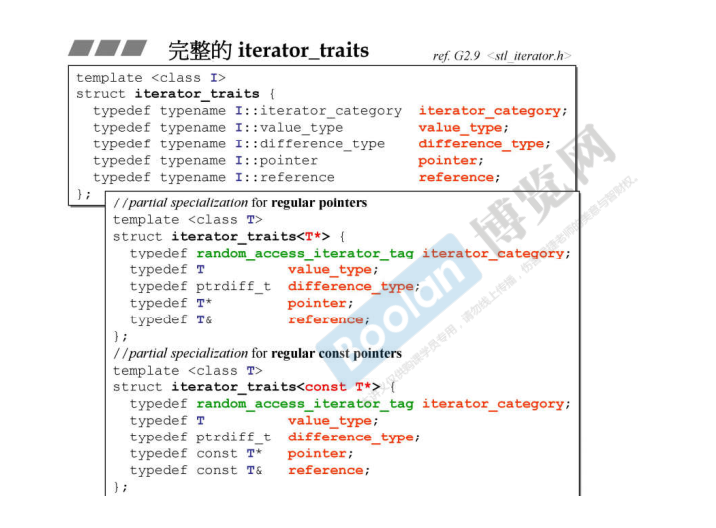 完整的 iterator_traits
ref. G2.9 <stl_iterator.h>
template <class I>
struct iterator_traits {
typedef typename I::iterator_category iterator_category;
typedef typename I::value_type value_type;
typedef typename I::difference_type difference_type;
typedef typename I::pointer pointer;
typedef typename I::reference reference;
};
//partial specialization for regular pointers
template <class T>
struct iterator_traits<T*> {
typedef random_access_iterator_tag iterator_category;
typedef T value_type;
typedef ptrdiff_t difference_type;
typedef T* pointer;
typedef T& reference;
};
//partial specialization for regular const pointers
template <class T>
struct iterator_traits<const T*> {
typedef random_access_iterator_tag iterator_category;
typedef T value_type;
typedef ptrdiff_t difference_type;
typedef const T* pointer;
typedef const T& reference;
};
Boolan 博览网